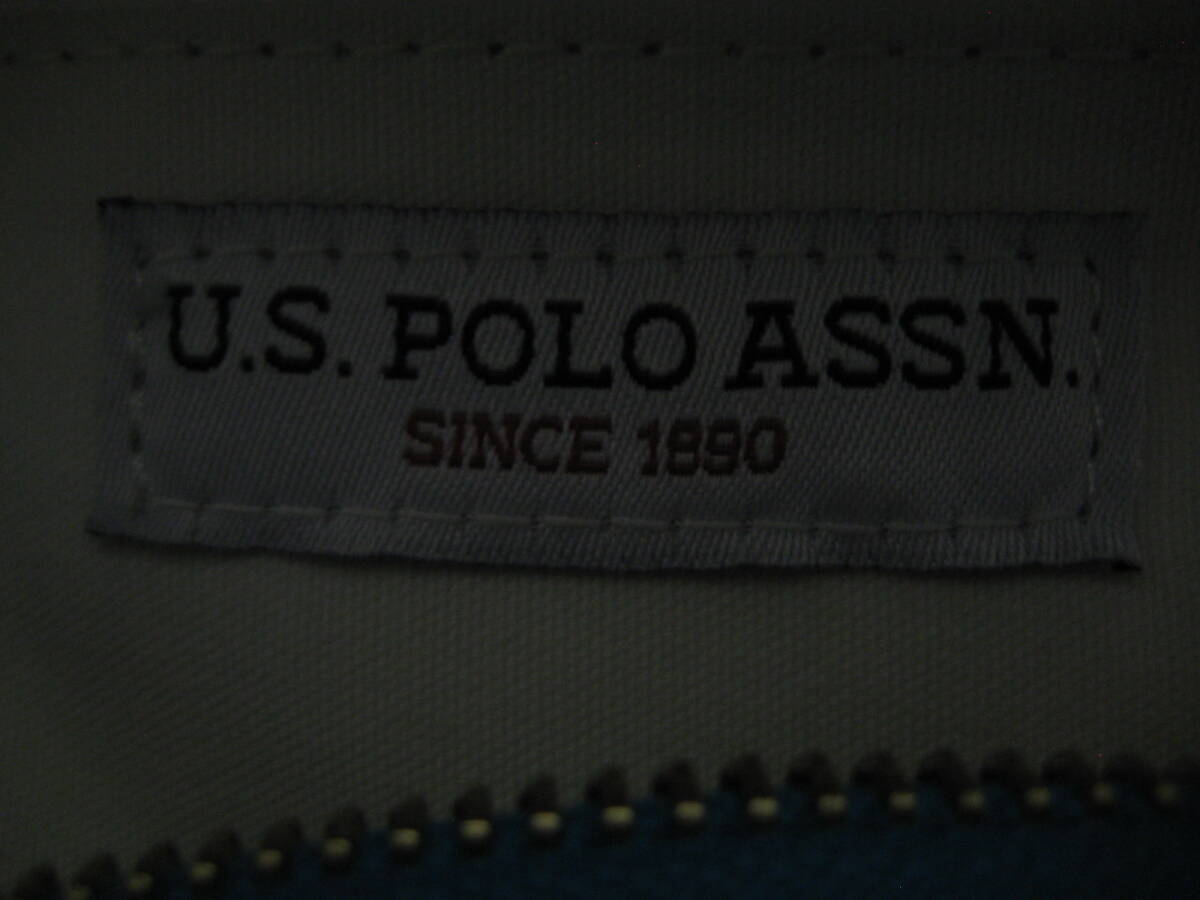 U.S. POLO ASSN.
SINCE 1890